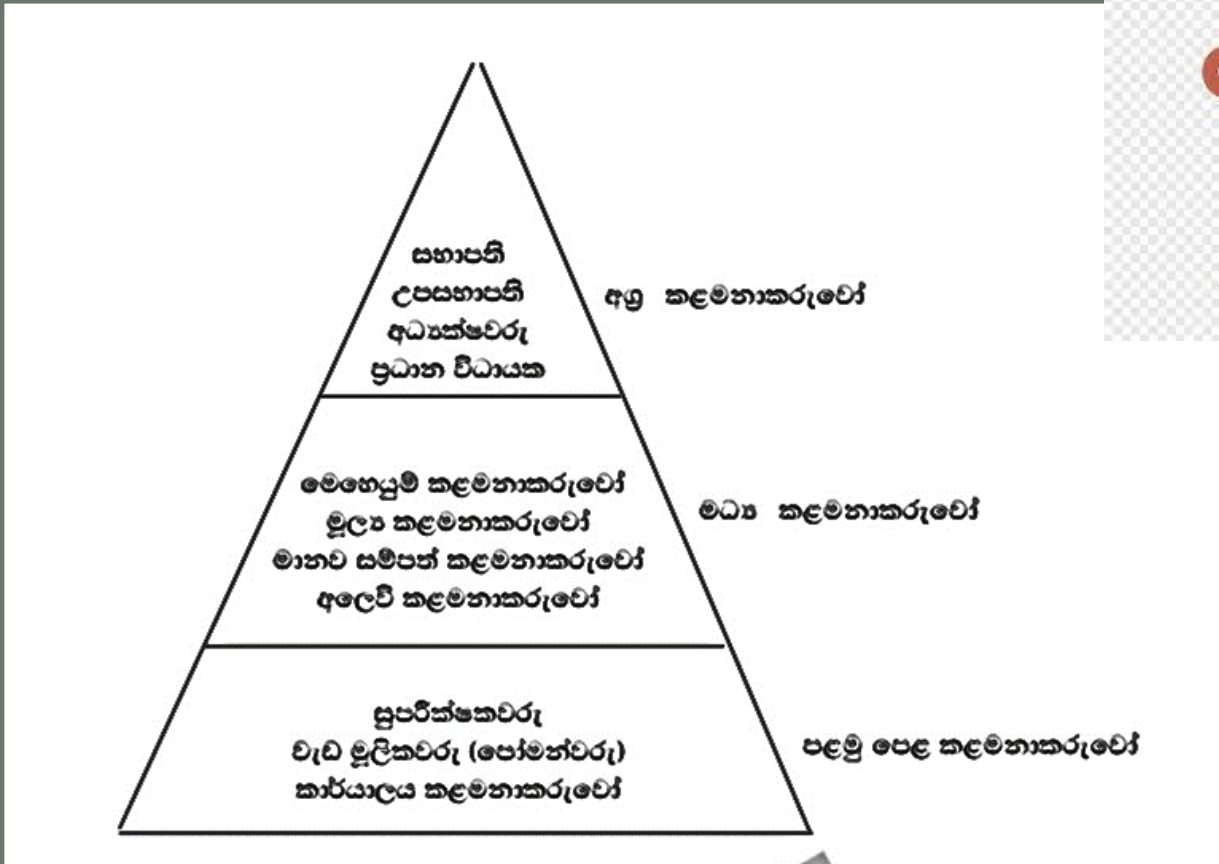 සභාපති
උපසභාපති
අධ්‍යක්ෂවරු
ප්‍රධාන විධායක
අග්‍ර කළමනාකරුවෝ
මෙහෙයුම් කළමනාකරුවෝ
මූල්‍ය කළමනාකරුවෝ
මානව සම්පත් කළමනාකරුවෝ
අලෙවි කළමනාකරුවෝ
මධ්‍ය කළමනාකරුවෝ
සුපරීක්ෂකවරු
වැඩ මූලිකවරු (පෝමන්වරු)
කාර්යාලය කළමනාකරුවෝ
පළමු පෙළ කළමනාකරුවෝ